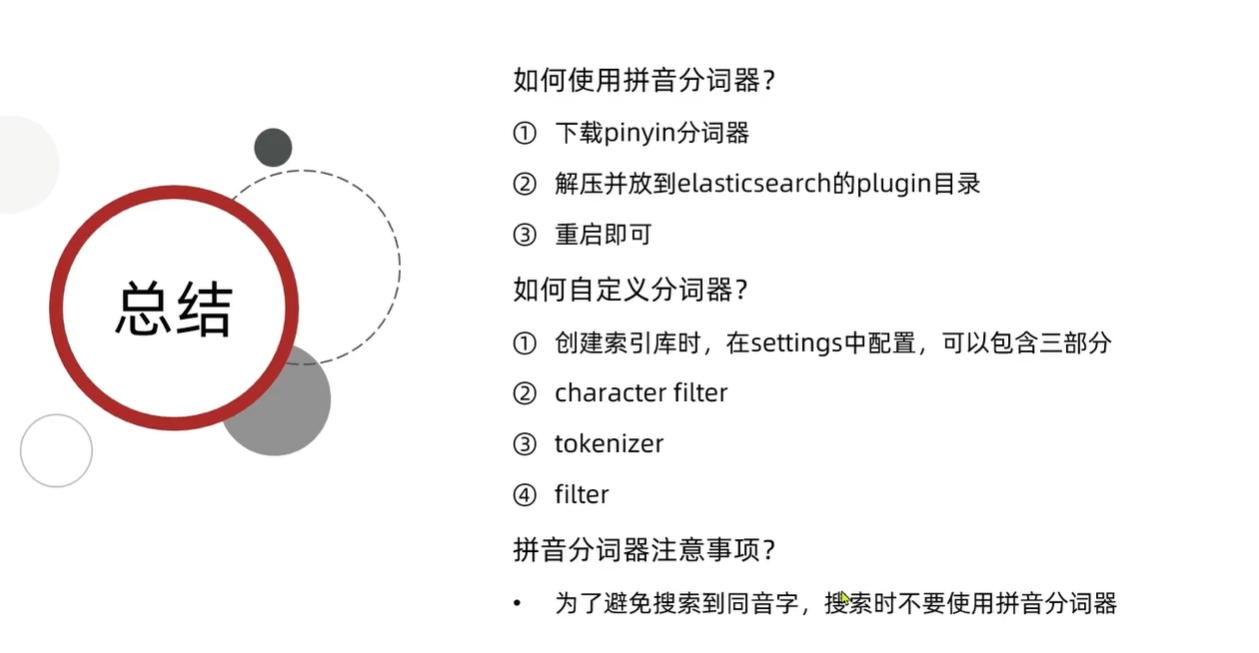 总结
如何使用拼音分词器?
① 下载pinyin分词器
② 解压并放到elasticsearch的plugin目录
③ 重启即可
如何自定义分词器?
① 创建索引库时，在settings中配置，可以包含三部分
② character filter
③ tokenizer
④ filter
拼音分词器注意事项?
• 为了避免搜索到同音字，搜索时不要使用拼音分词器